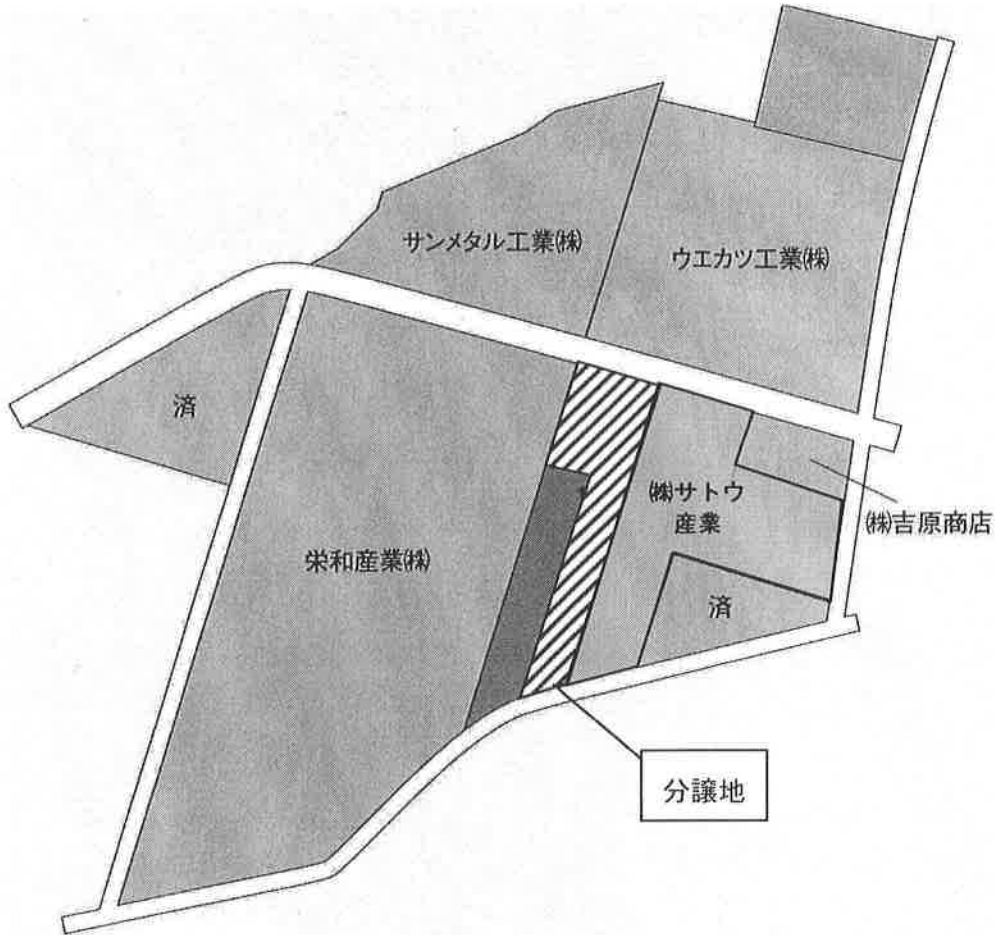 サンメタル工業㈱
ウエカツ工業㈱
済
㈱サトウ
産業
㈱吉原商店
栄和産業㈱
済
分譲地